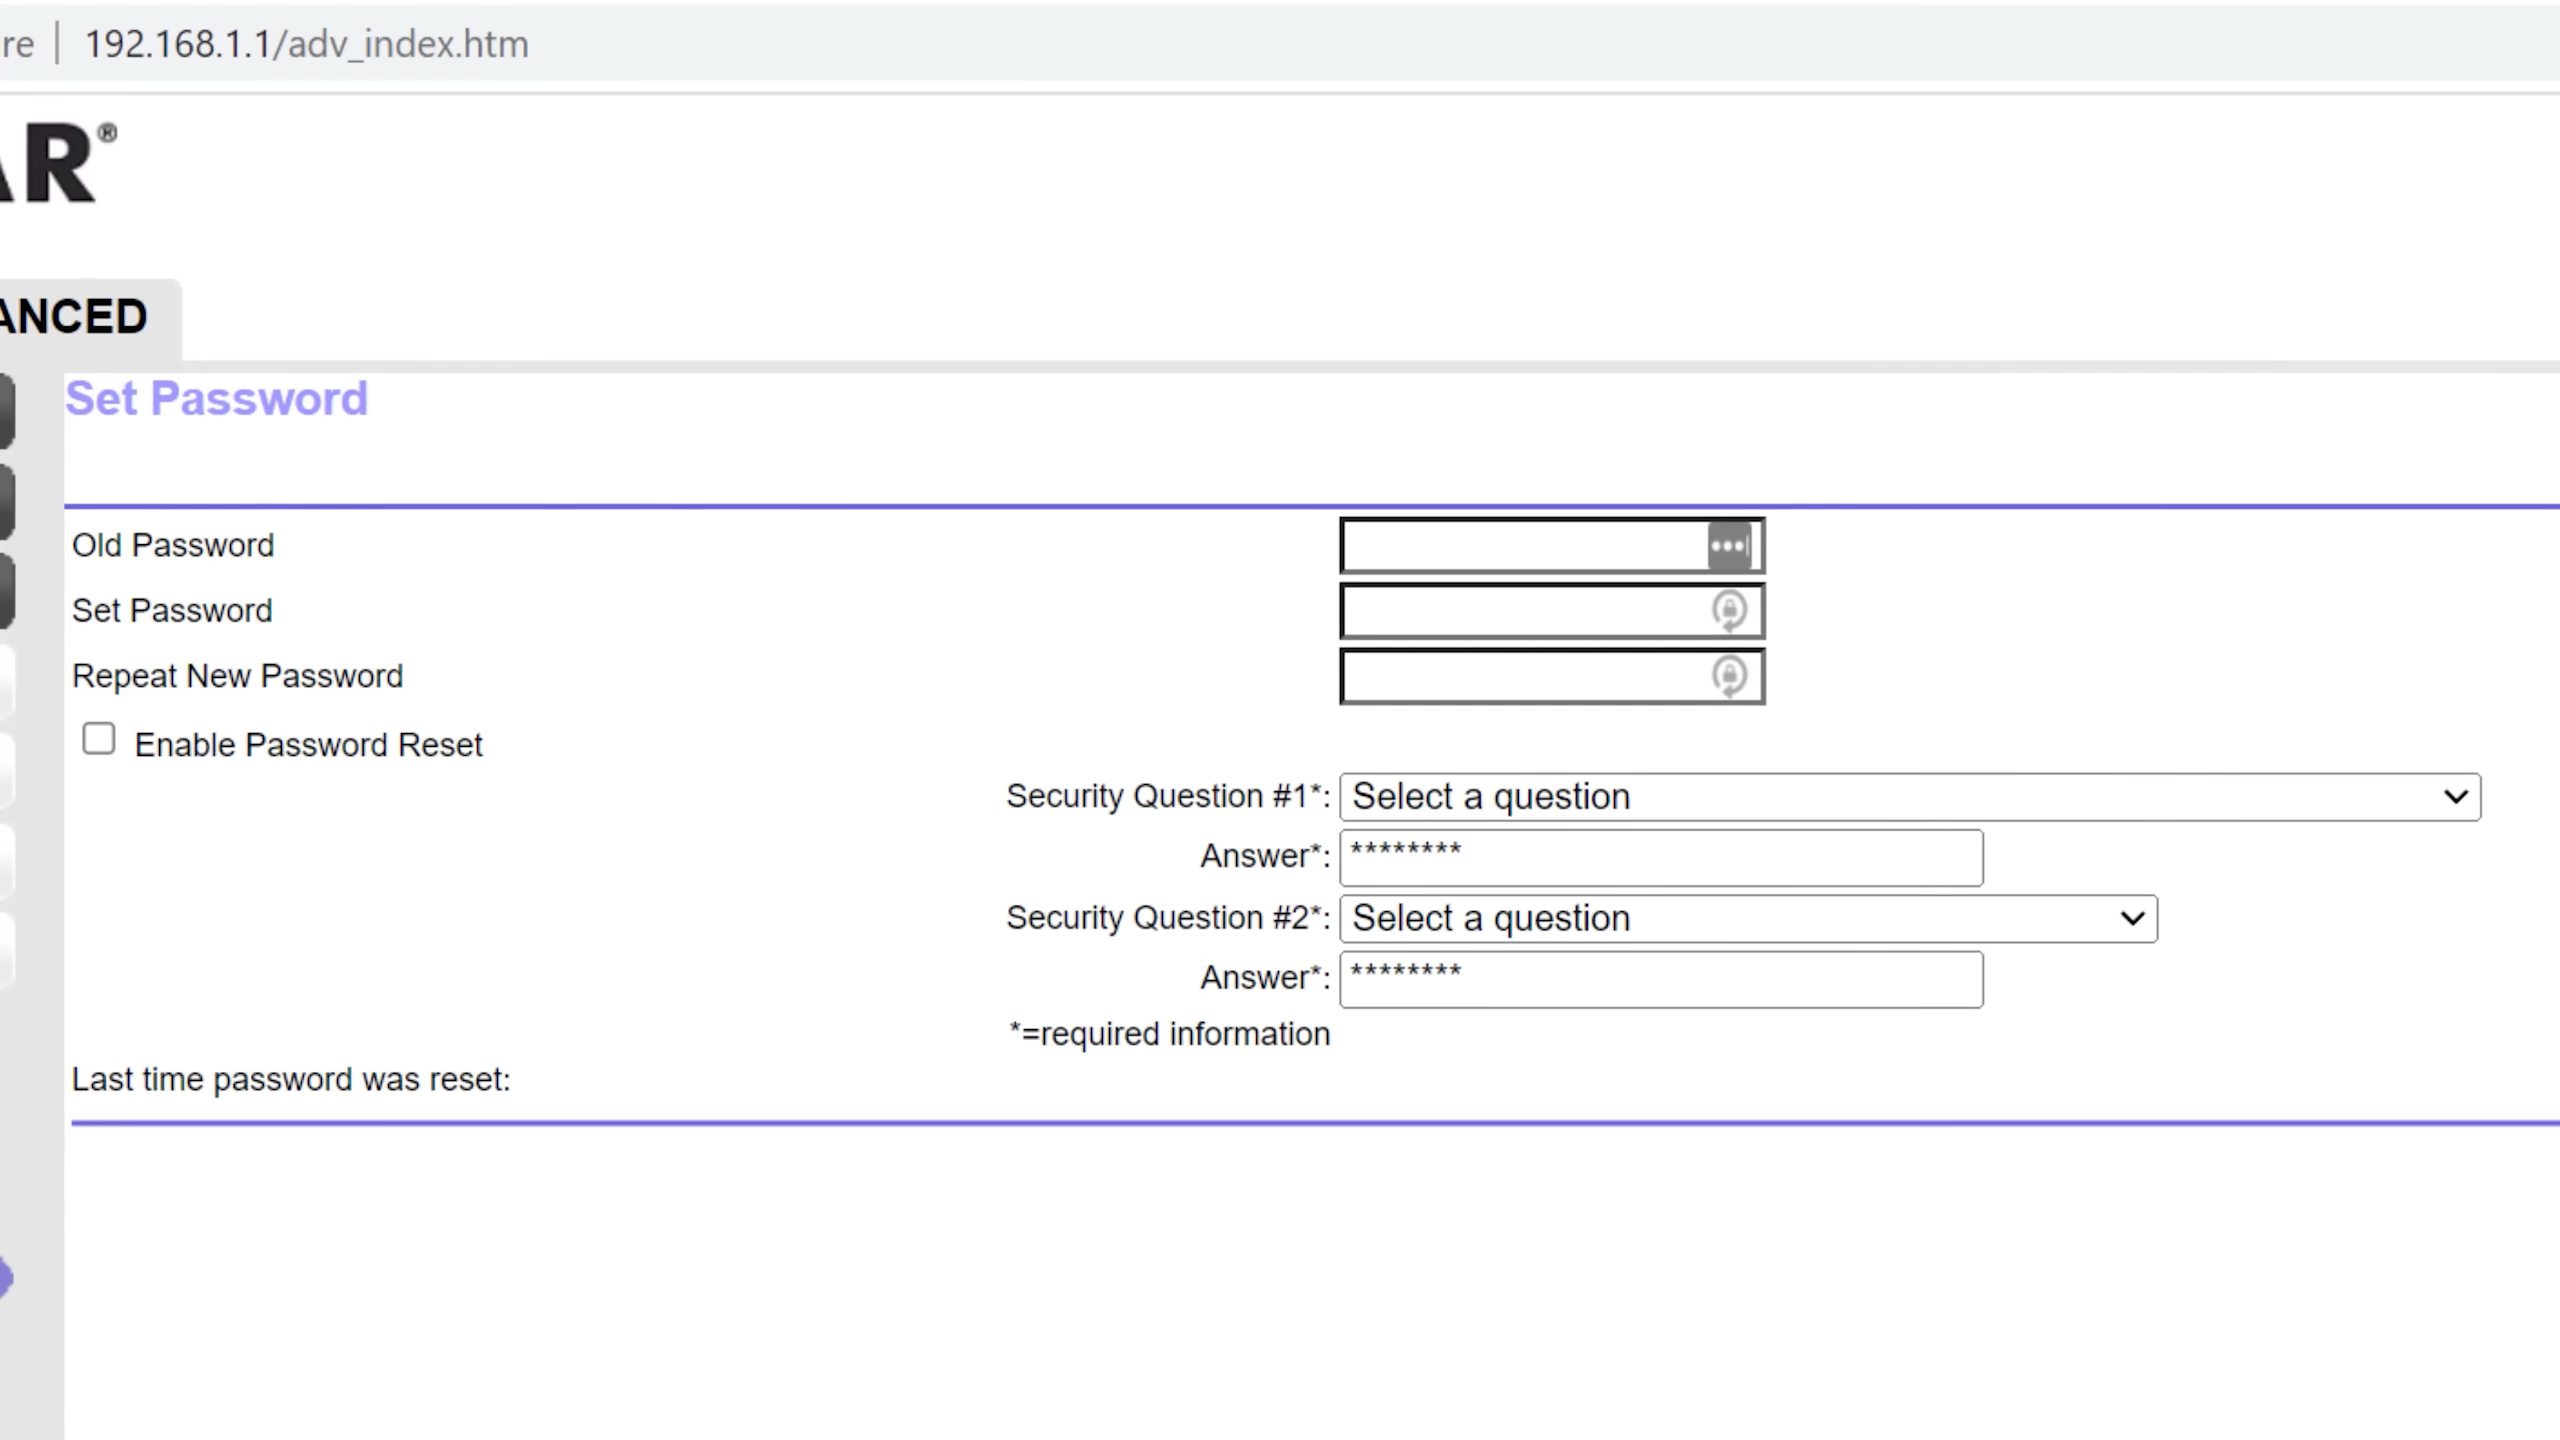 re | 192.168.1.1/adv_index.htm
AR®
ANCED
Set Password
Old Password
Set Password
Repeat New Password
Enable Password Reset
Security Question #1*: Select a question
Answer*: ********
Security Question #2*: Select a question
Answer*: ********
*=required information
Last time password was reset: